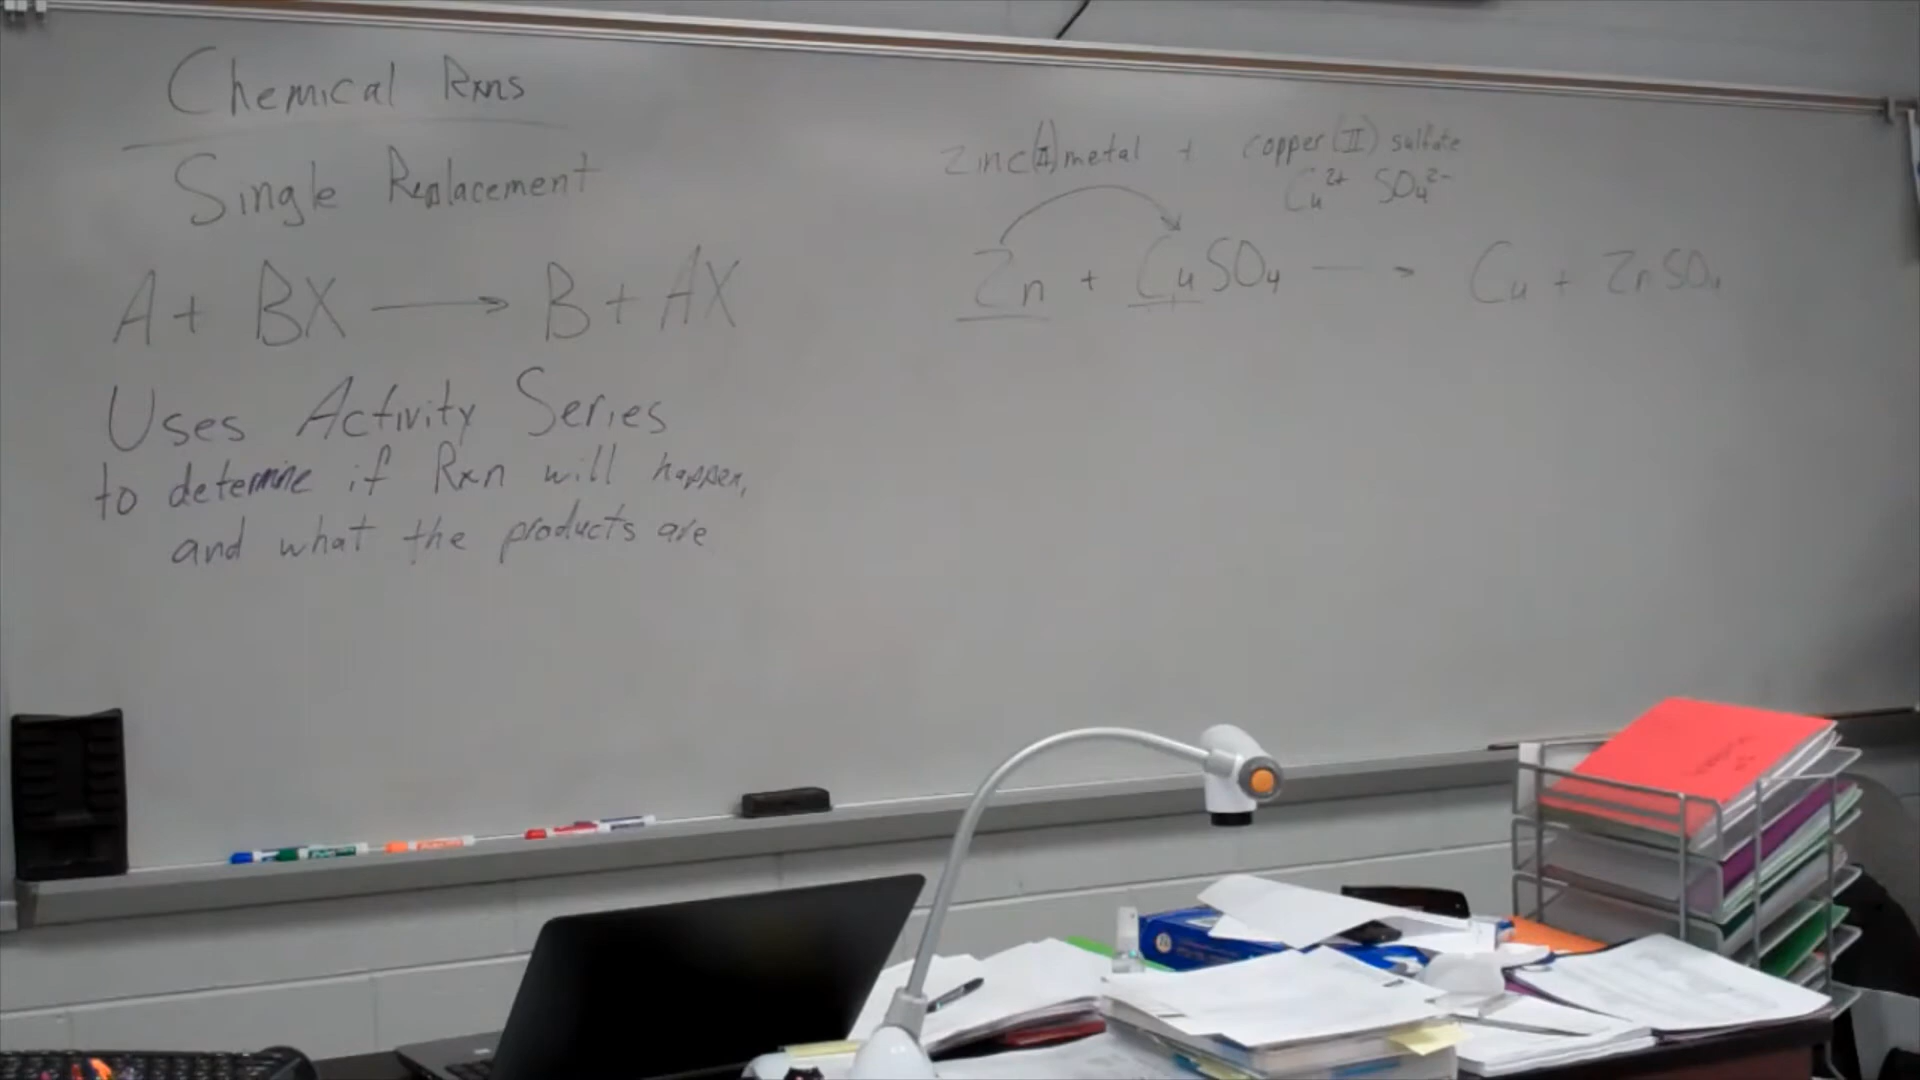 Chemical Rxns
Single Replacement
A + BX → B + AX
Uses Activity Series
to determine if Rxn will happen,
and what the products are
Zinc(II) metal + copper(II) sulfate
Cu²⁺ SO₄²⁻
Zn + CuSO₄ → Cu + ZnSO₄